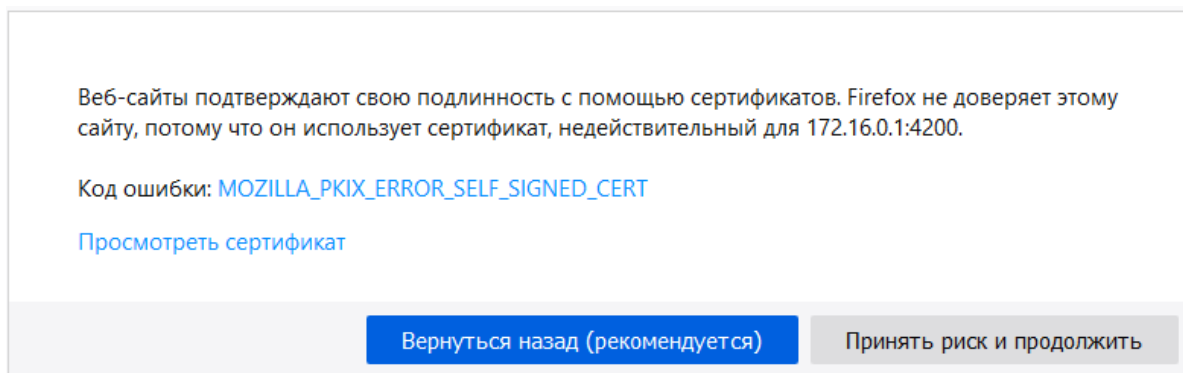 Веб-сайты подтверждают свою подлинность с помощью сертификатов. Firefox не доверяет этому
сайту, потому что он использует сертификат, недействительный для 172.16.0.1:4200.
Код ошибки: MOZILLA_PKIX_ERROR_SELF_SIGNED_CERT
Просмотреть сертификат
Вернуться назад (рекомендуется) Принять риск и продолжить